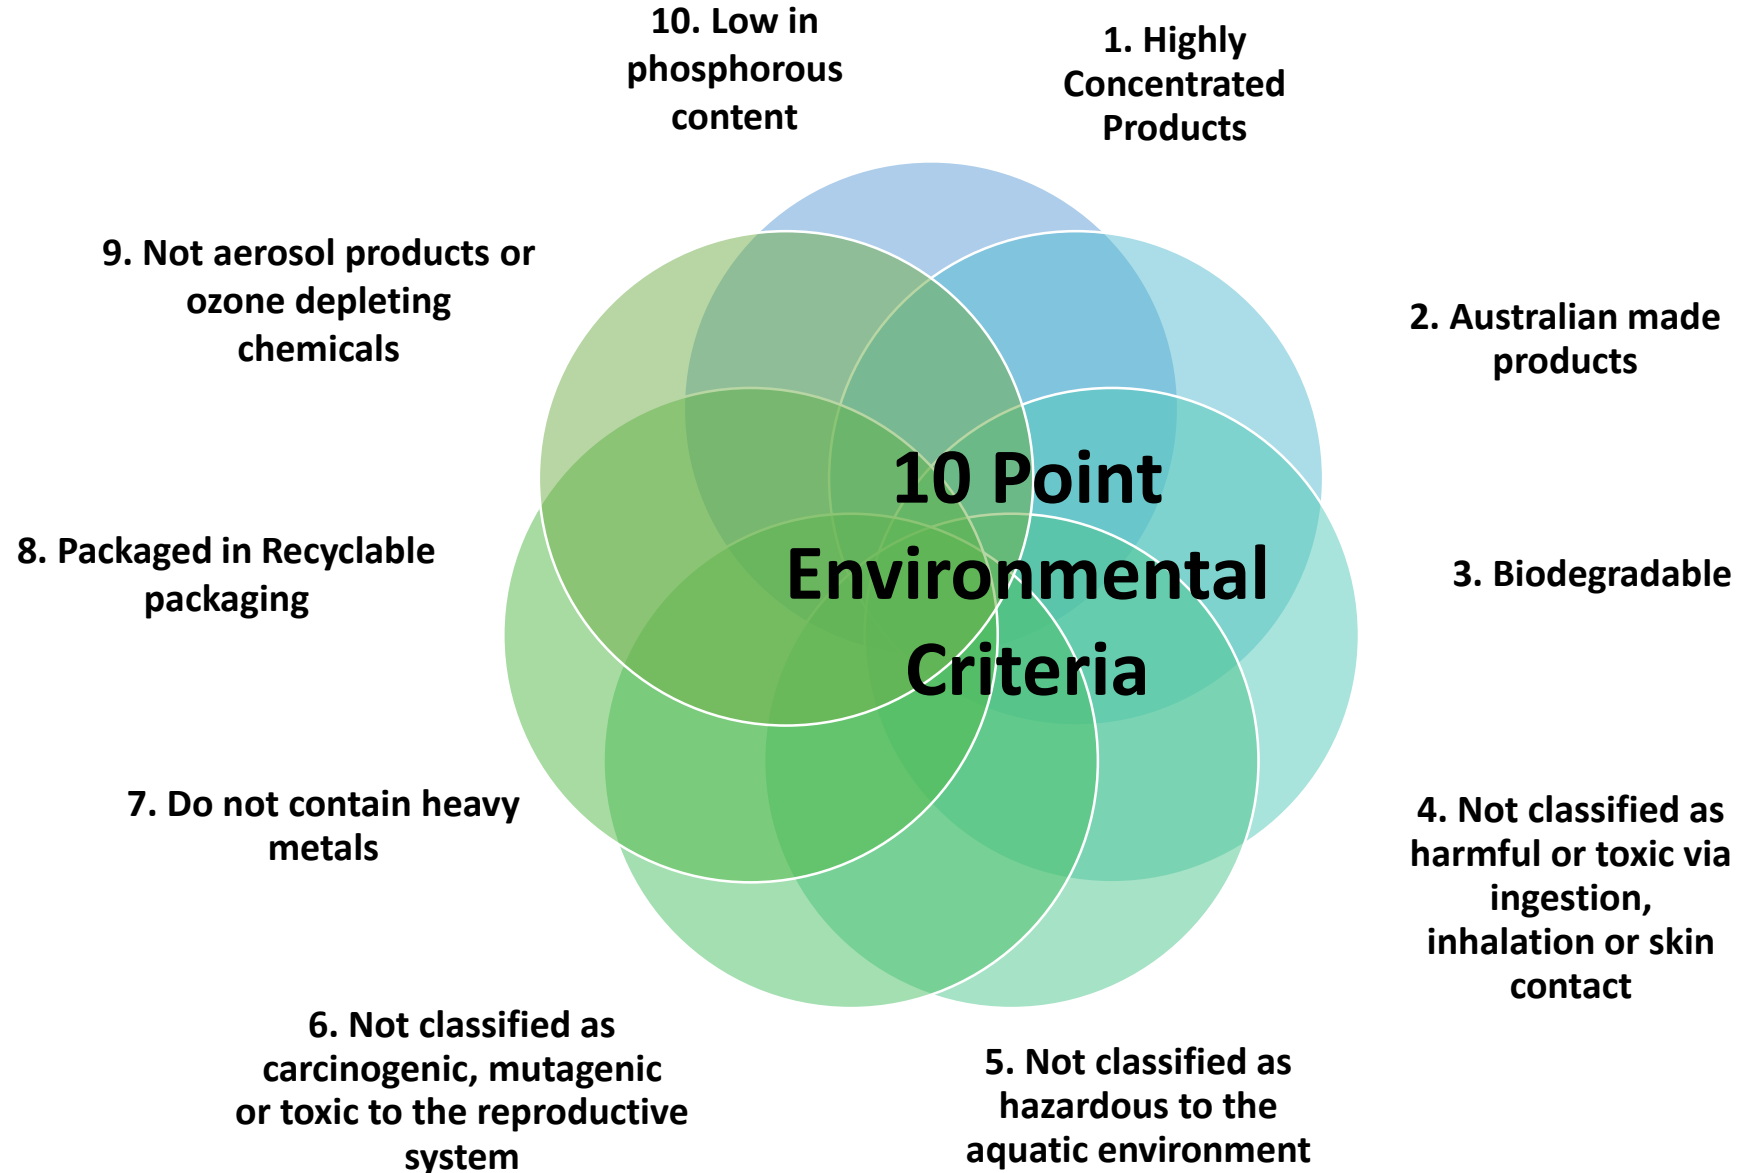 10. Low in
phosphorous
content
1. Highly
Concentrated
Products
2. Australian made
products
3. Biodegradable
4. Not classified as
harmful or toxic via
ingestion,
inhalation or skin
contact
5. Not classified as
hazardous to the
aquatic environment
6. Not classified as
carcinogenic, mutagenic
or toxic to the reproductive
system
7. Do not contain heavy
metals
8. Packaged in Recyclable
packaging
9. Not aerosol products or
ozone depleting
chemicals
10 Point
Environmental
Criteria